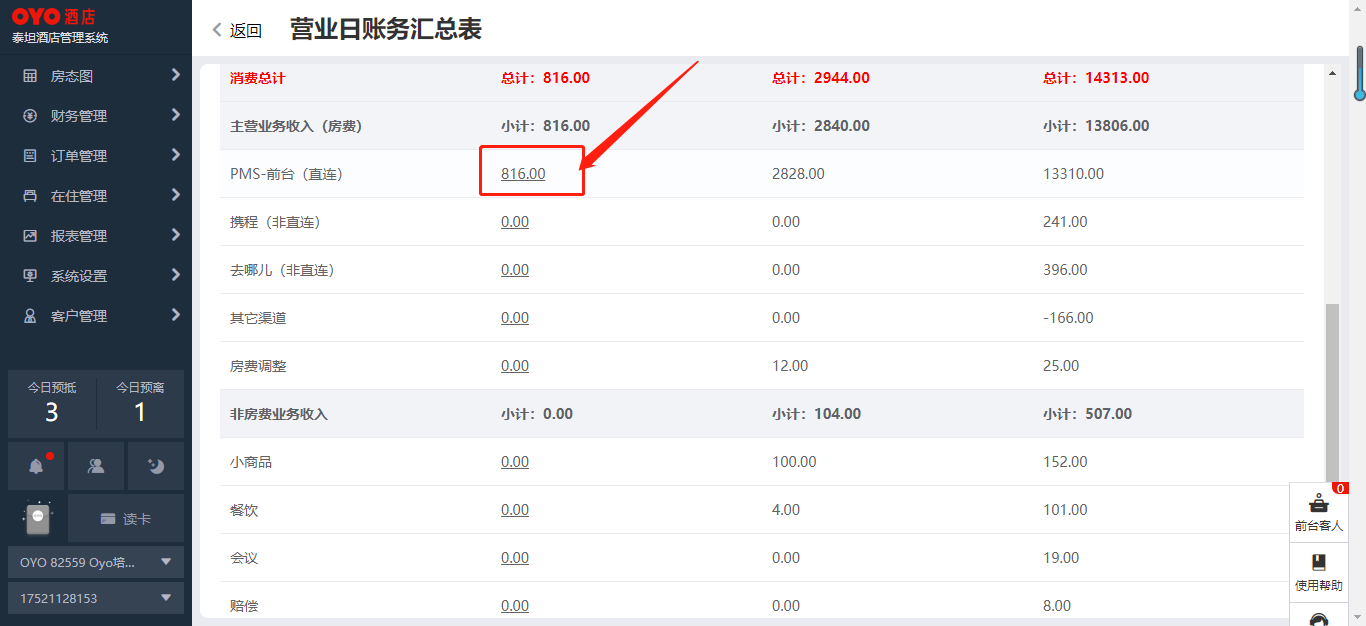 OYO 酒店
泰坦酒店管理系统
房态图
财务管理
订单管理
在住管理
报表管理
系统设置
客户管理
今日预抵 今日预离
3 1
读卡
OYO 82559 Oyo培...
17521128153
返回 营业日账务汇总表
消费总计 总计：816.00 总计：2944.00 总计：14313.00
主营业务收入（房费） 小计：816.00 小计：2840.00 小计：13806.00
PMS-前台（直连） 816.00 2828.00 13310.00
携程（非直连） 0.00 0.00 241.00
去哪儿（非直连） 0.00 0.00 396.00
其它渠道 0.00 0.00 -166.00
房费调整 0.00 12.00 25.00
非房费业务收入 小计：0.00 小计：104.00 小计：507.00
小商品 0.00 100.00 152.00
餐饮 0.00 4.00 101.00
会议 0.00 0.00 19.00
赔偿 0.00 0.00 8.00
0
前台客人
使用帮助